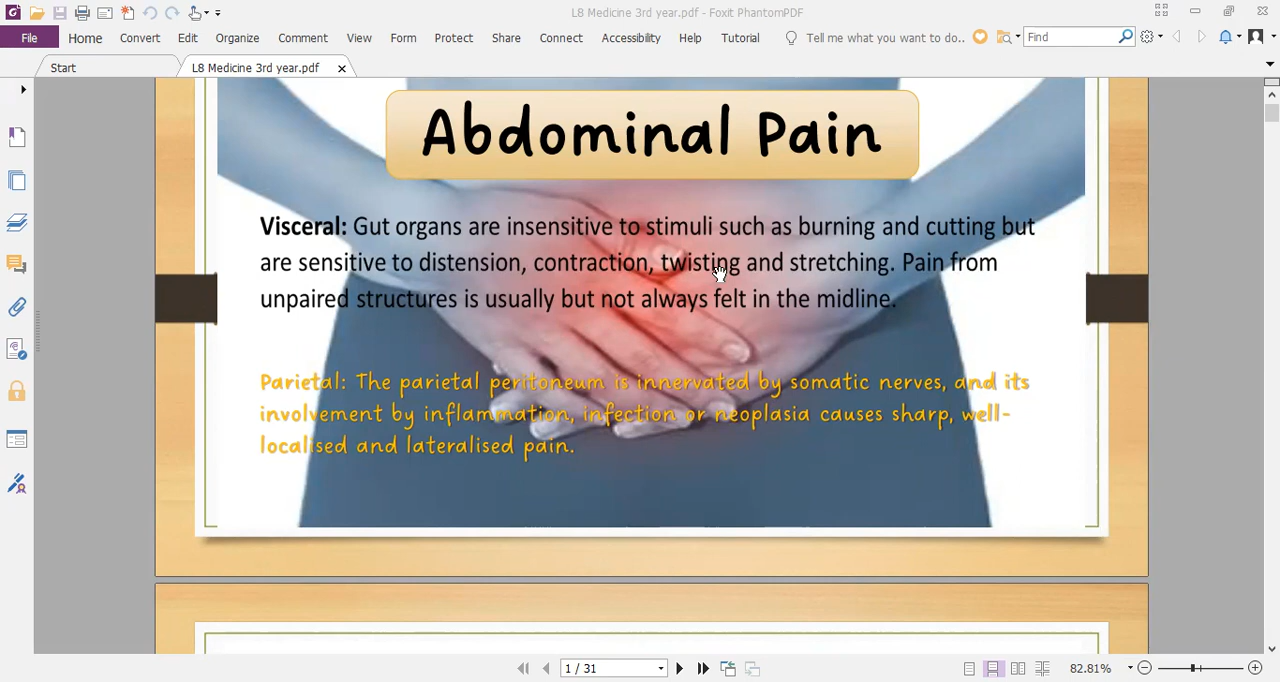 L8 Medicine 3rd year.pdf - Foxit PhantomPDF
File Home Convert Edit Organize Comment View Form Protect Share Connect Accessibility Help Tutorial Tell me what you want to do.. Find
Start L8 Medicine 3rd year.pdf
Abdominal Pain
Visceral: Gut organs are insensitive to stimuli such as burning and cutting but
are sensitive to distension, contraction, twisting and stretching. Pain from
unpaired structures is usually but not always felt in the midline.
Parietal: The parietal peritoneum is innervated by somatic nerves, and its
involvement by inflammation, infection or neoplasia causes sharp, well-
localised and lateralised pain.
1 / 31 82.81%